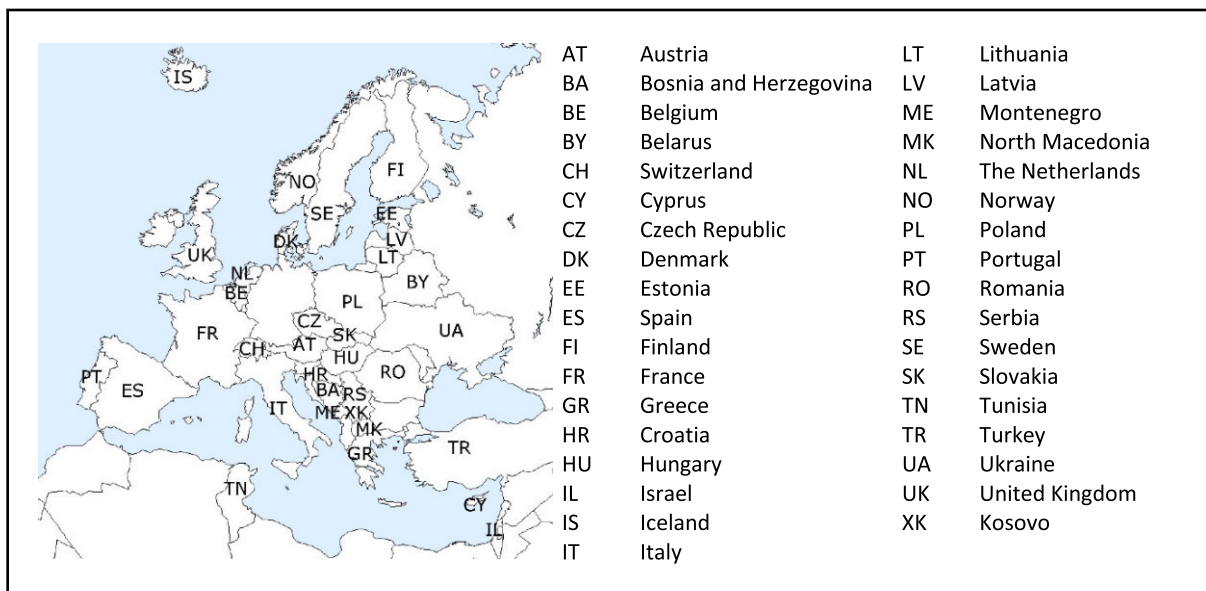 IS
NO
FI
SE
EE
DK
LV
LT
UK
NL
BE
BY
PL
CZ
UA
SK
FR
AT
CH
HU
RO
HR
PT
ES
BA
RS
IT
ME
XK
MK
GR
TR
TN
CY
IL
AT Austria
BA Bosnia and Herzegovina
BE Belgium
BY Belarus
CH Switzerland
CY Cyprus
CZ Czech Republic
DK Denmark
EE Estonia
ES Spain
FI Finland
FR France
GR Greece
HR Croatia
HU Hungary
IL Israel
IS Iceland
IT Italy
LT Lithuania
LV Latvia
ME Montenegro
MK North Macedonia
NL The Netherlands
NO Norway
PL Poland
PT Portugal
RO Romania
RS Serbia
SE Sweden
SK Slovakia
TN Tunisia
TR Turkey
UA Ukraine
UK United Kingdom
XK Kosovo